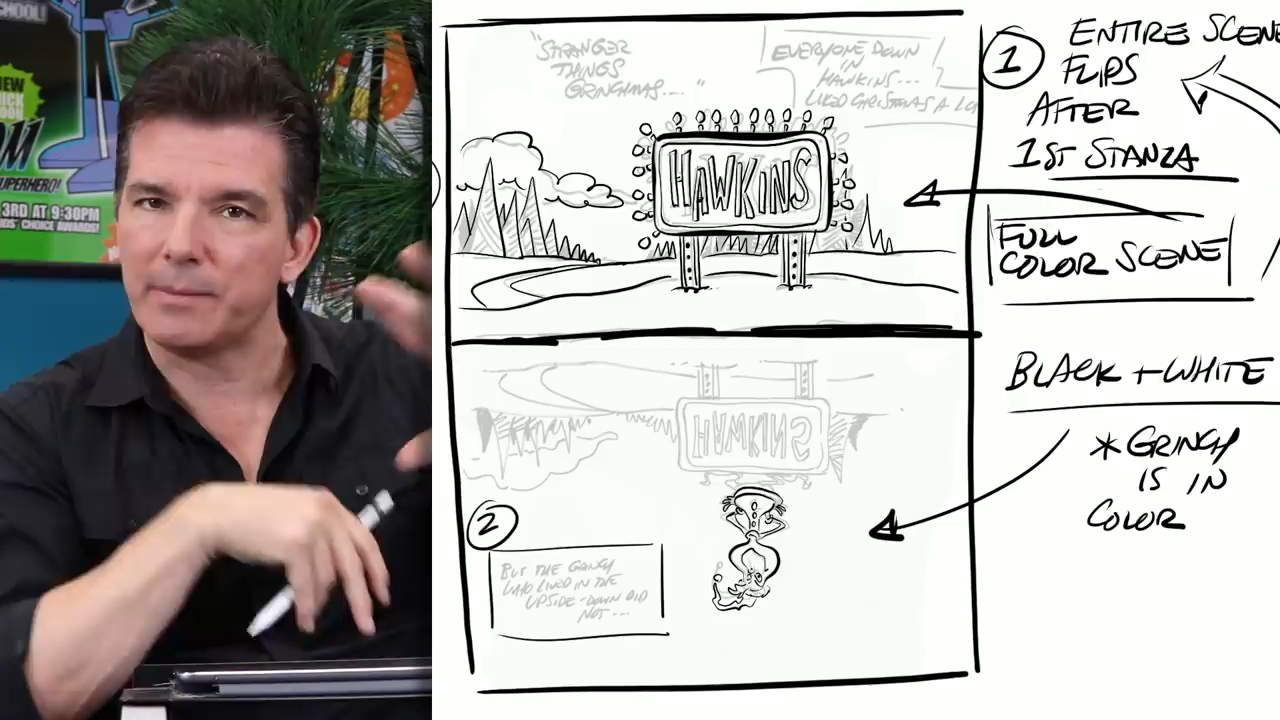 SCHOOL!
NEW
SUPERHERO!
3RD AT 9:30PM
CHOICE AWARDS!
"STRANGER
THINGS
GRINCHMAS...."
EVERYONE DOWN
IN
HAWKINS...
LIKED CHRISTMAS A LO
HAWKINS
1
ENTIRE SCENE
FLIPS
AFTER
1ST STANZA
FULL
COLOR SCENE
HAWKINS
2
BUT THE GRINCH
WHO LIVED IN THE
UPSIDE-DOWN DID
NOT...
BLACK + WHITE
*GRINCH
IS IN
COLOR